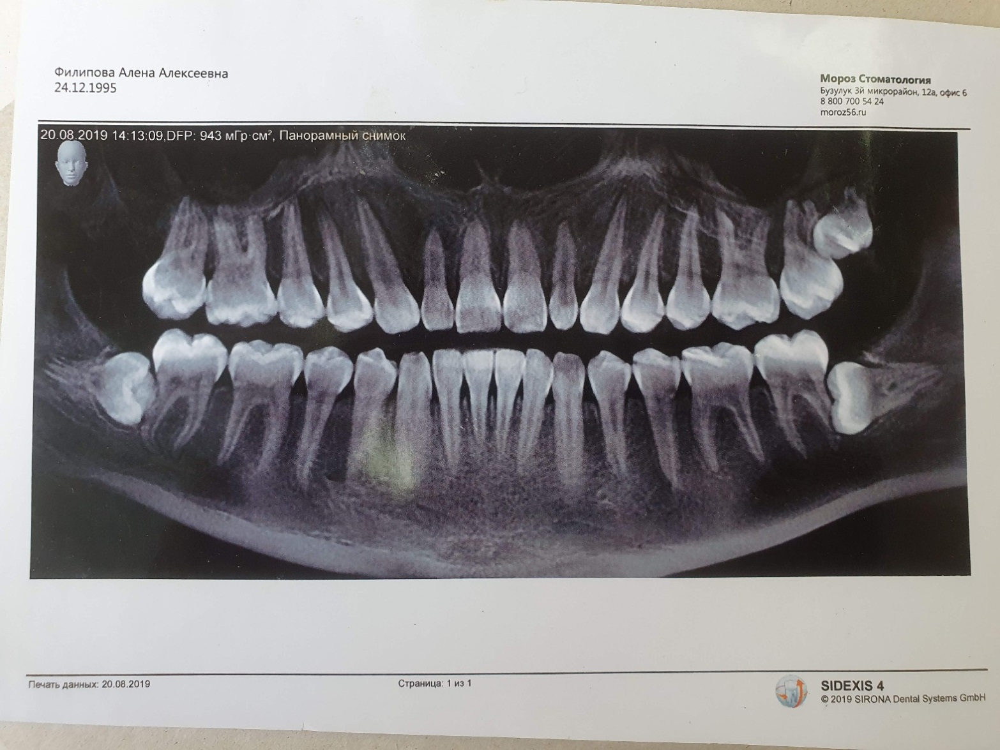 Филипова Алена Алексеевна
24.12.1995
Мороз Стоматология
Бузулук 3й микрорайон, 12а, офис 6
8 800 700 54 24
moroz56.ru
20.08.2019 14:13:09,DFP: 943 мГр·см², Панорамный снимок
Печать данных: 20.08.2019
Страница: 1 из 1
SIDEXIS 4
© 2019 SIRONA Dental Systems GmbH